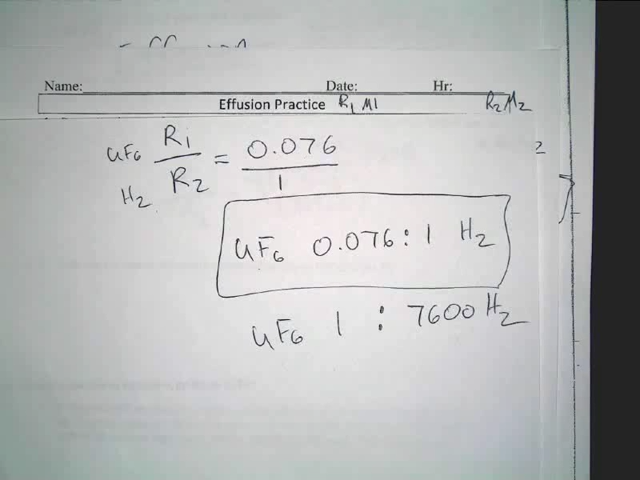 Name: Date: Hr:
Effusion Practice R1 M1 R2 M2
UF6 R1 = 0.076
H2 R2 1
2
UF6 0.076 : 1 H2
UF6 1 : 7600 H2